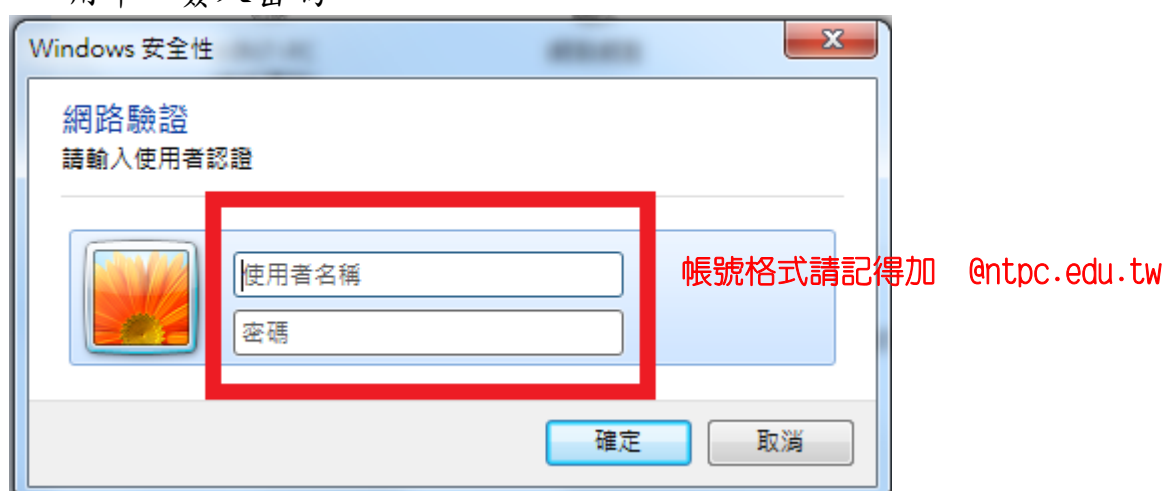 Windows 安全性
網路驗證
請輸入使用者認證
使用者名稱
帳號格式請記得加 @ntpc.edu.tw
密碼
確定
取消